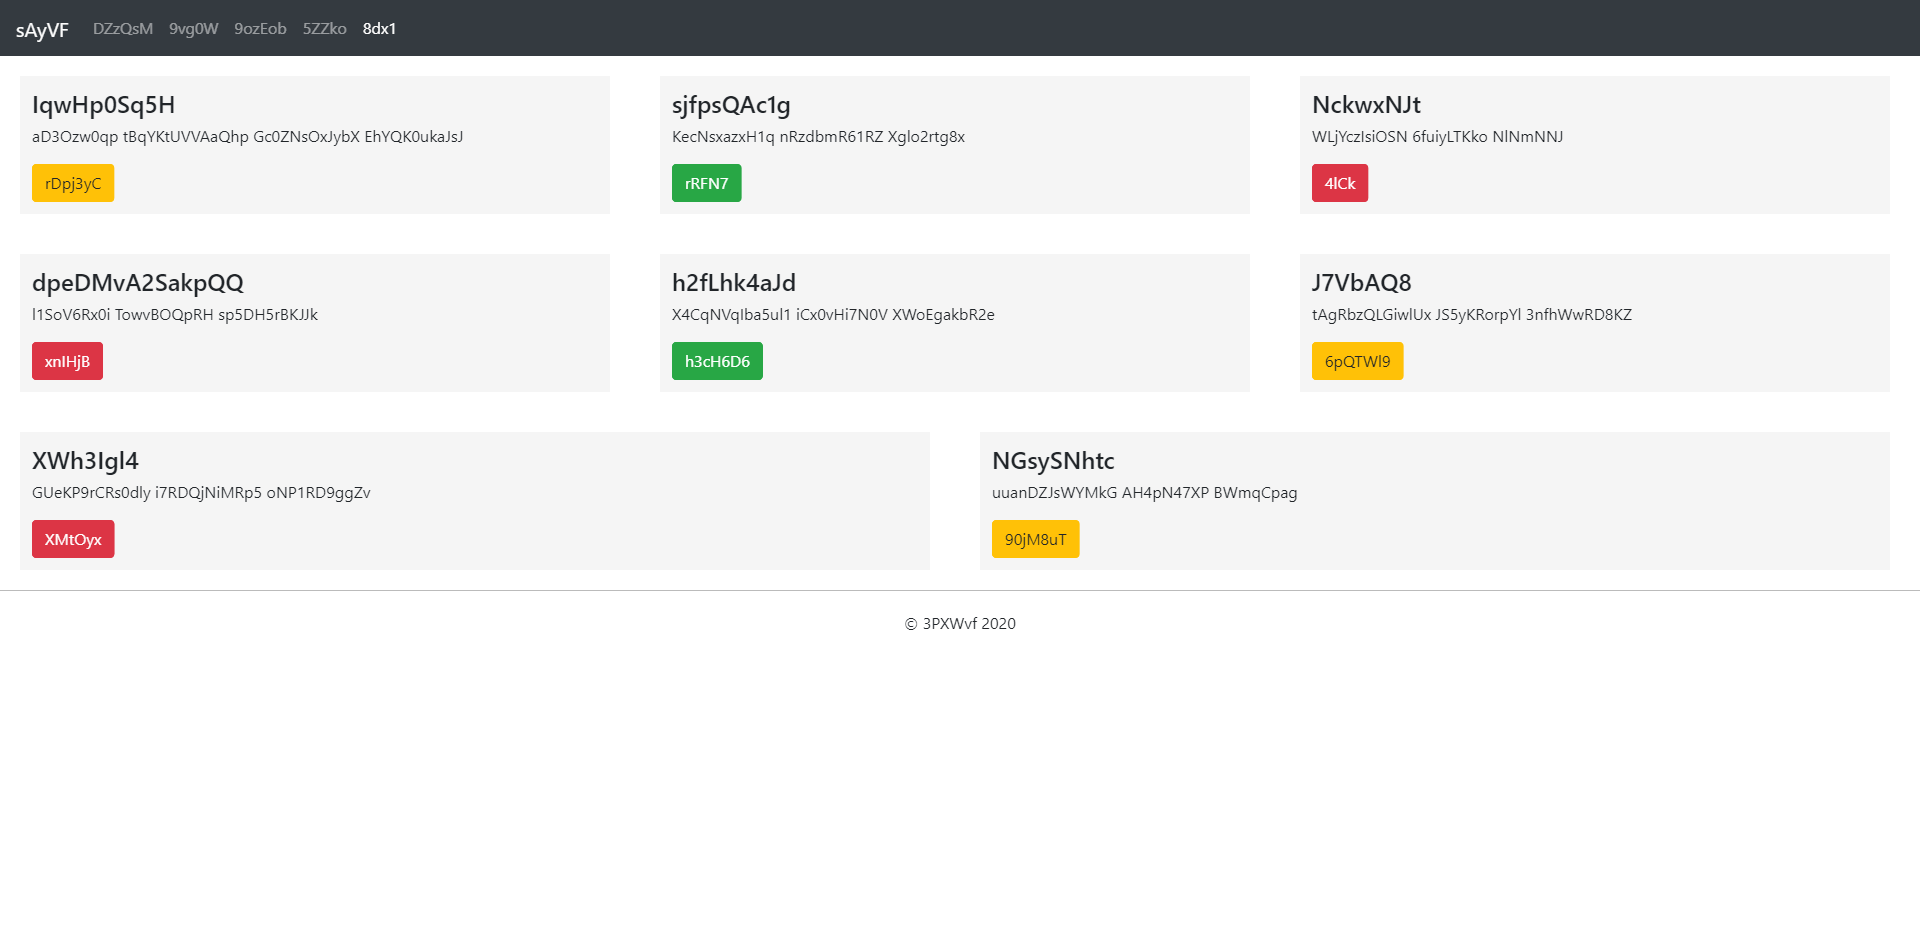 sAyVF DZzQsM 9vg0W 9ozEob 5ZZko 8dx1
IqwHp0Sq5H
aD3Ozw0qp tBqYKtUVVAaQhp Gc0ZNsOxJybX EhYQK0ukaJsJ
rDpj3yC
sjfpsQAc1g
KecNsxazxH1q nRzdbmR61RZ Xglo2rtg8x
rRFN7
NckwxNJt
WLjYczIsiOSN 6fuiyLTKko NlNmNNJ
4lCk
dpeDMvA2SakpQQ
l1SoV6Rx0i TowvBOQpRH sp5DH5rBKJJk
xnIHjB
h2fLhk4aJd
X4CqNVqIba5ul1 iCx0vHi7N0V XWoEgakbR2e
h3cH6D6
J7VbAQ8
tAgRbzQLGiwlUx JS5yKRorpYl 3nfhWwRD8KZ
6pQTWl9
XWh3Igl4
GUeKP9rCRs0dly i7RDQjNiMRp5 oNP1RD9ggZv
XMtOyx
NGsySNhtc
uuanDZJsWYMkG AH4pN47XP BWmqCpag
90jM8uT
© 3PXWvf 2020